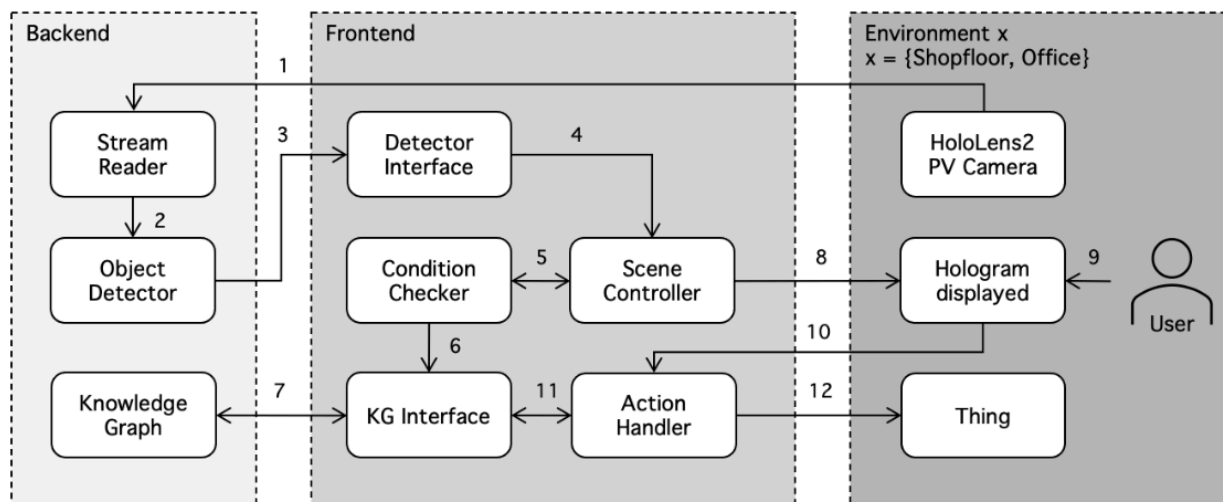 Backend
Frontend
Environment x
x = {Shopfloor, Office}
1
Stream
Reader
3
Detector
Interface
4
HoloLens2
PV Camera
2
Object
Detector
Condition
Checker
5
Scene
Controller
8
Hologram
displayed
9
User
6
10
Knowledge
Graph
7
KG Interface
11
Action
Handler
12
Thing